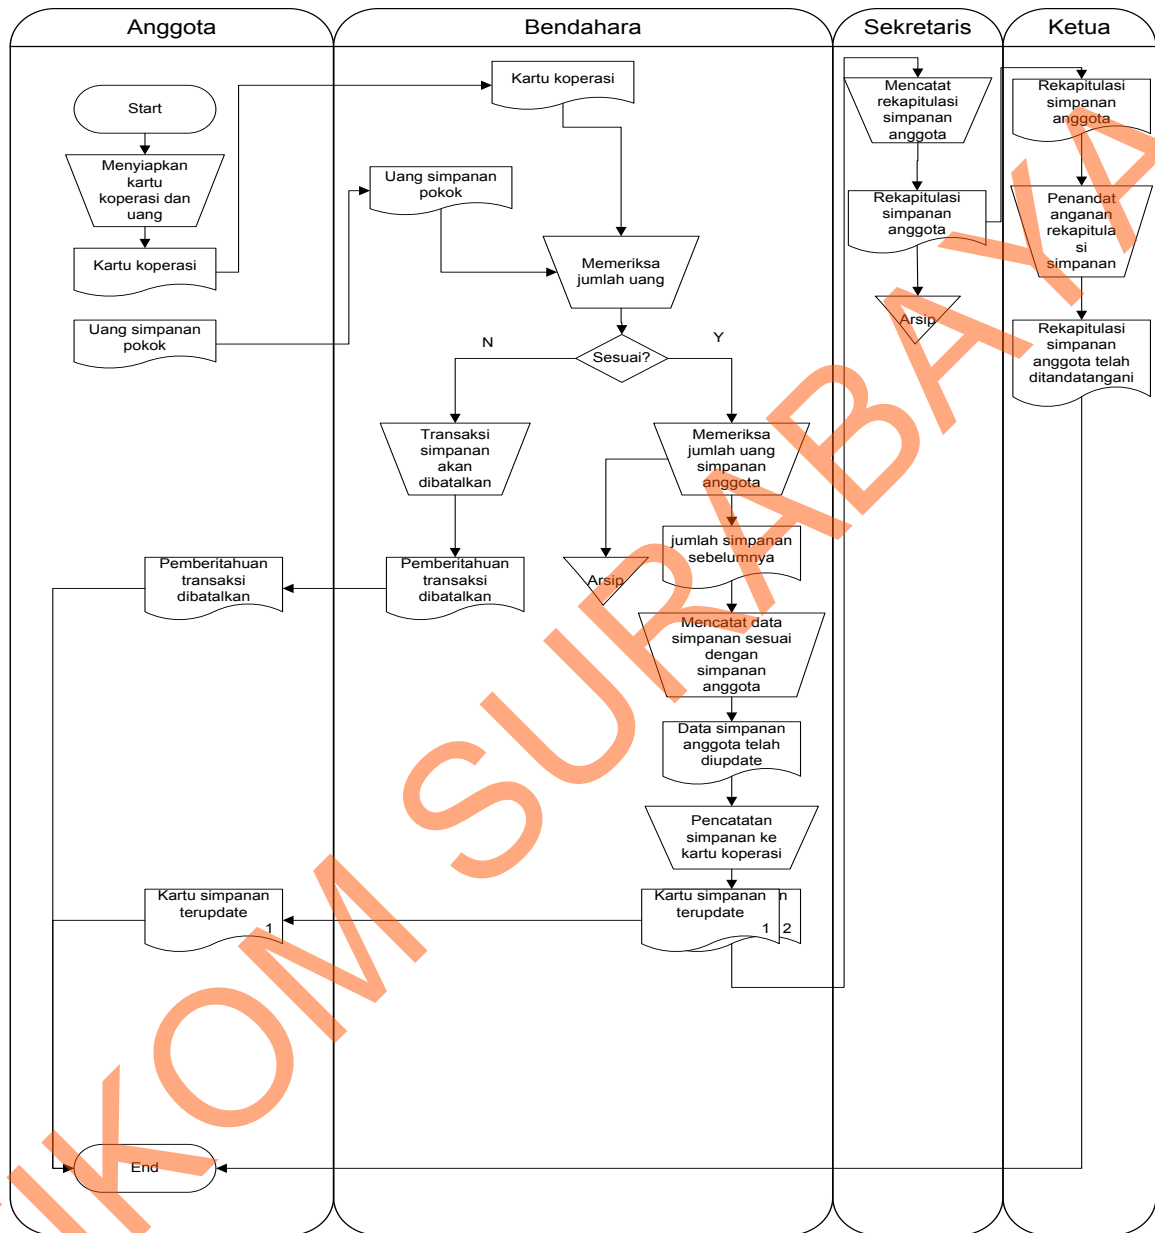 Anggota
Bendahara
Sekretaris
Ketua
Start
Menyiapkan
kartu
koperasi dan
uang
Kartu koperasi
Uang simpanan
pokok
Kartu koperasi
Uang simpanan
pokok
Memeriksa
jumlah uang
Sesuai?
N
Y
Transaksi
simpanan
akan
dibatalkan
Pemberitahuan
transaksi
dibatalkan
Pemberitahuan
transaksi
dibatalkan
Memeriksa
jumlah uang
simpanan
anggota
Arsip
jumlah simpanan
sebelumnya
Mencatat data
simpanan sesuai
dengan
simpanan
anggota
Data simpanan
anggota telah
diupdate
Pencatatan
simpanan ke
kartu koperasi
Kartu simpanan
terupdate
1
n
2
Kartu simpanan
terupdate
1
Mencatat
rekapitulasi
simpanan
anggota
Rekapitulasi
simpanan
anggota
Arsip
Rekapitulasi
simpanan
anggota
Penandat
anganan
rekapitula
si
simpanan
Rekapitulasi
simpanan
anggota telah
ditandatangani
End
IKOM SURABAYA